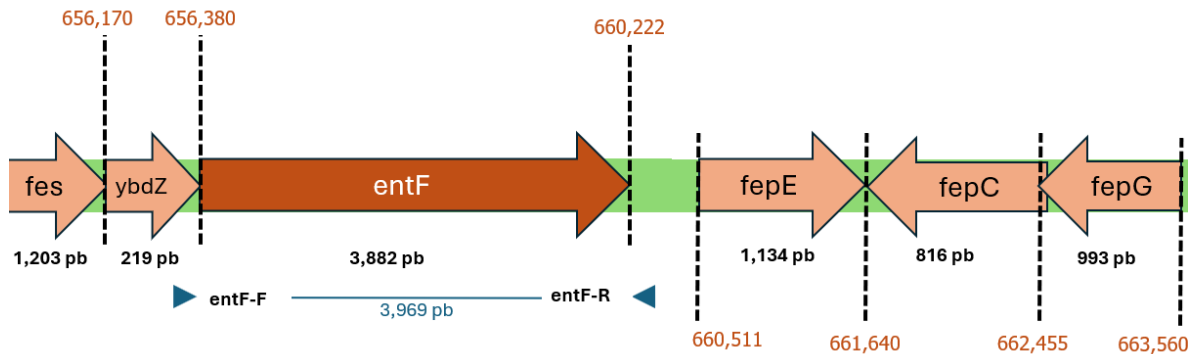 656,170
656,380
660,222
fes
ybdZ
entF
fepE
fepC
fepG
1,203 pb
219 pb
3,882 pb
1,134 pb
816 pb
993 pb
entF-F
3,969 pb
entF-R
660,511
661,640
662,455
663,560